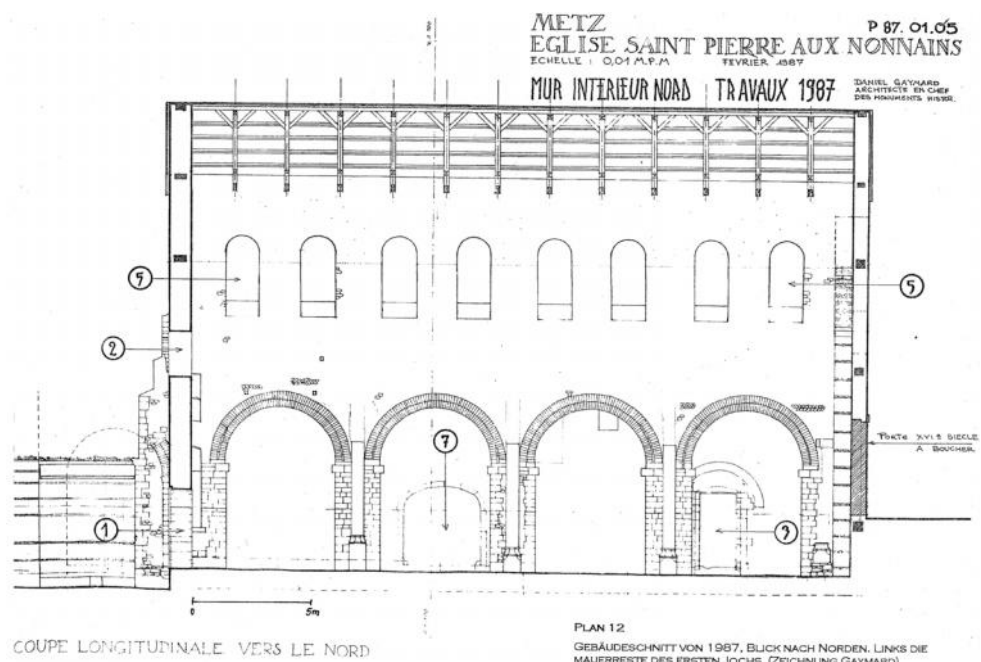 METZ
P 87. 01.05
EGLISE SAINT PIERRE AUX NONNAINS
ECHELLE : 0,01 M.P.M
FEVRIER 1987
MUR INTERIEUR NORD TRAVAUX 1987
DANIEL GAYMARD
ARCHITECTE EN CHEF
DES MONUMENTS HISTOR.
5
5
2
7
PORTE XVIE SIECLE
A BOUCHER
1
3
0 5m
COUPE LONGITUDINALE VERS LE NORD
PLAN 12
GEBÄUDESCHNITT VON 1987, BLICK NACH NORDEN. LINKS DIE
MAUERRESTE DES ERSTEN JOCHS. (ZEICHNUNG GAYMARD)